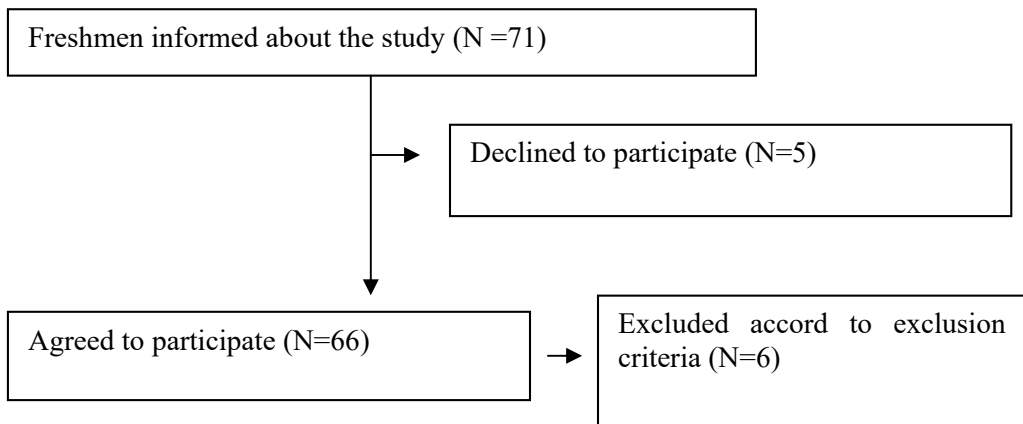 Freshmen informed about the study (N =71)
Declined to participate (N=5)
Agreed to participate (N=66)
Excluded accord to exclusion
criteria (N=6)